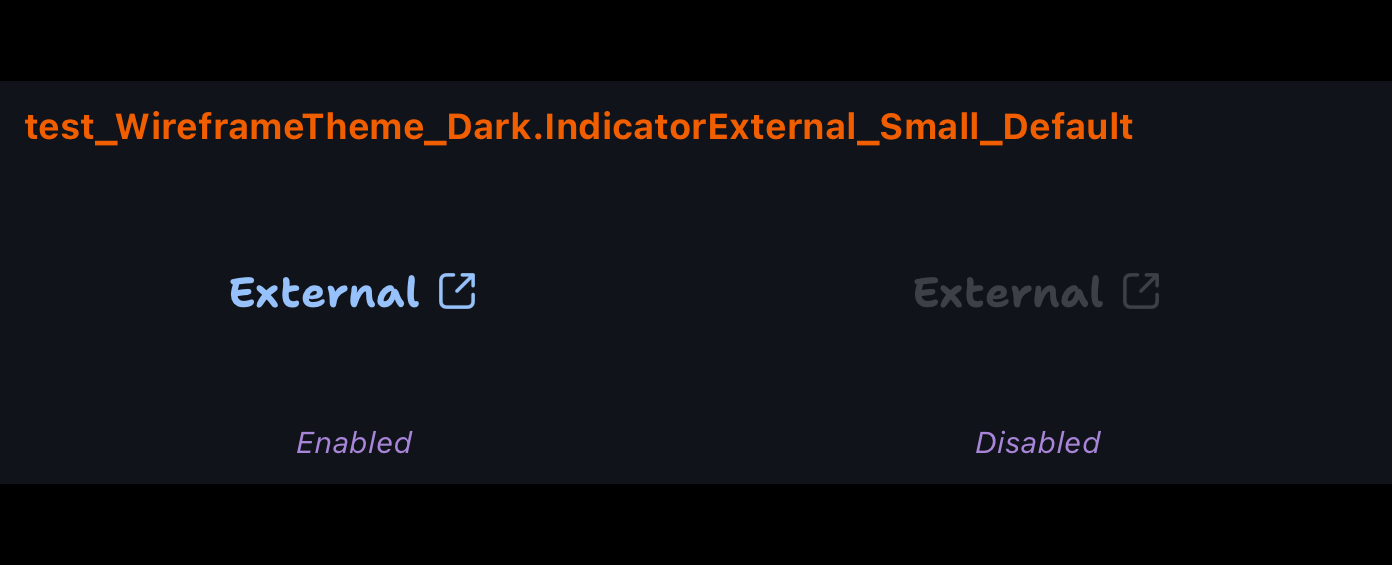 test_WireframeTheme_Dark.IndicatorExternal_Small_Default
External External
Enabled Disabled